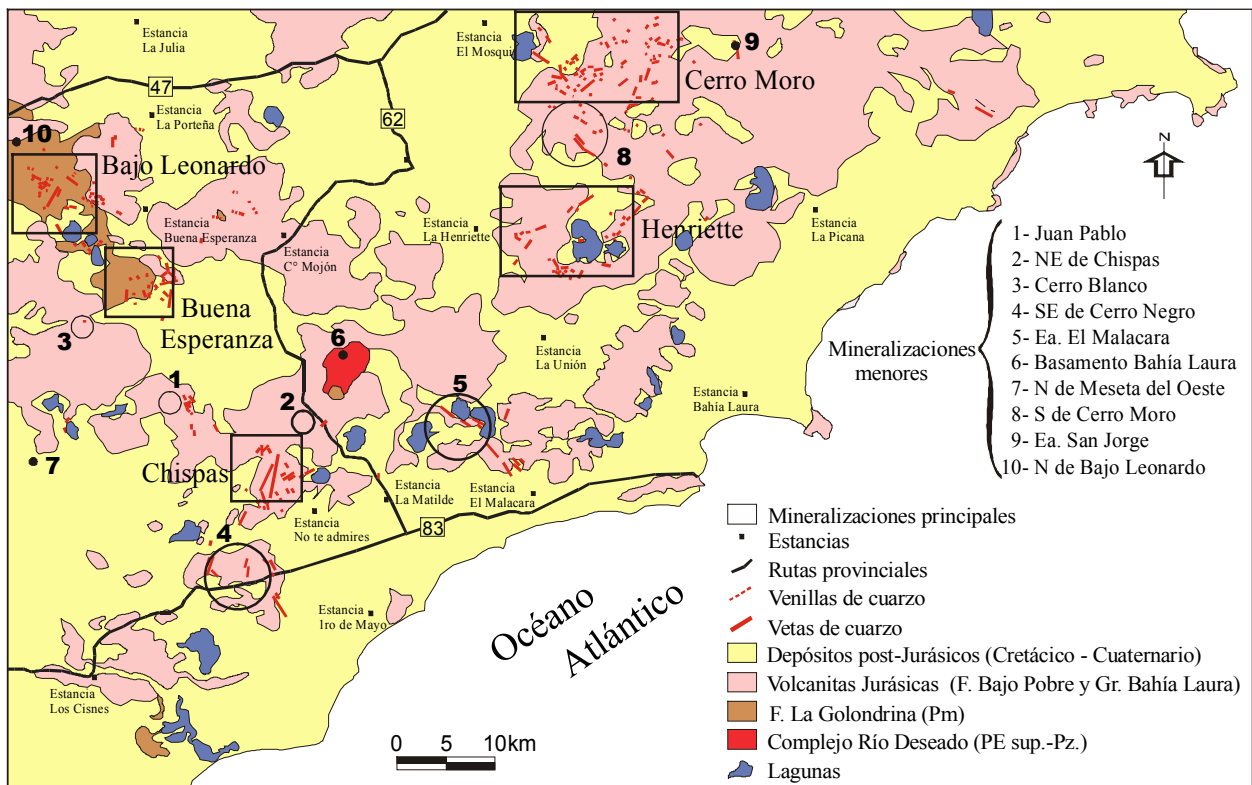 Estancia
La Julia
Estancia
El Mosqui
9
Cerro Moro
47
62
Estancia
La Porteña
10
Bajo Leonardo
8
N
Estancia
Buena Esperanza
Estancia
C° Mojón
Estancia
La Henriette
Henriette
Estancia
La Picana
Buena
Esperanza
3
6
Estancia
La Unión
1
2
5
Estancia
Bahía Laura
7
Chispas
Estancia
La Matilde
Estancia
El Malacara
Estancia
No te admires
83
4
Estancia
1ro de Mayo
Estancia
Los Cisnes
Océano
Atlántico
0 5 10km
Mineralizaciones
menores
1- Juan Pablo
2- NE de Chispas
3- Cerro Blanco
4- SE de Cerro Negro
5- Ea. El Malacara
6- Basamento Bahía Laura
7- N de Meseta del Oeste
8- S de Cerro Moro
9- Ea. San Jorge
10- N de Bajo Leonardo
Mineralizaciones principales
Estancias
Rutas provinciales
Venillas de cuarzo
Vetas de cuarzo
Depósitos post-Jurásicos (Cretácico - Cuaternario)
Volcanitas Jurásicas (F. Bajo Pobre y Gr. Bahía Laura)
F. La Golondrina (Pm)
Complejo Río Deseado (PE sup.-Pz.)
Lagunas